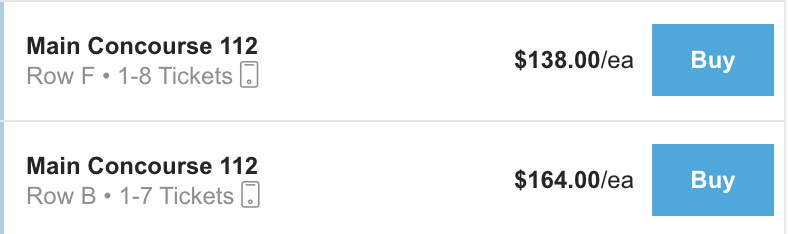 Main Concourse 112
Row F • 1-8 Tickets
$138.00/ea
Buy
Main Concourse 112
Row B • 1-7 Tickets
$164.00/ea
Buy